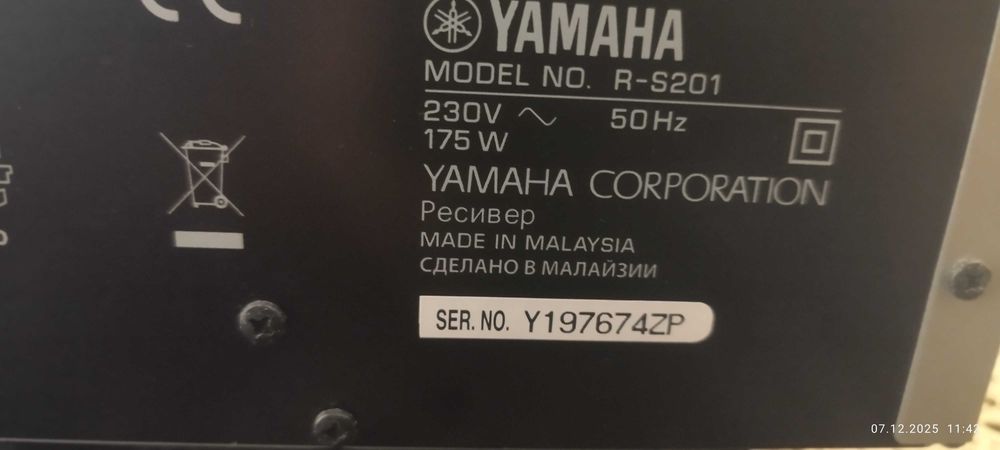 YAMAHA
MODEL NO. R-S201
230V ~ 50Hz
175 W
YAMAHA CORPORATION
Ресивер
MADE IN MALAYSIA
СДЕЛАНО В МАЛАЙЗИИ
SER. NO. Y197674ZP
07.12.2025 11:42